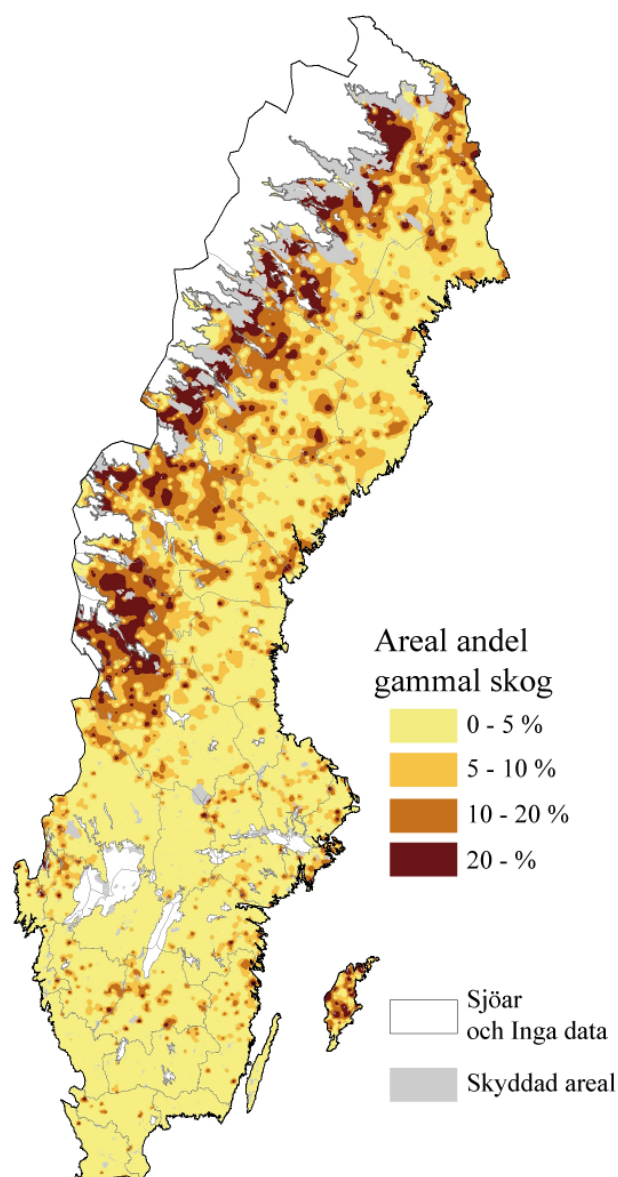 Areal andel
gammal skog
0 - 5 %
5 - 10 %
10 - 20 %
20 - %
Sjöar
och Inga data
Skyddad areal